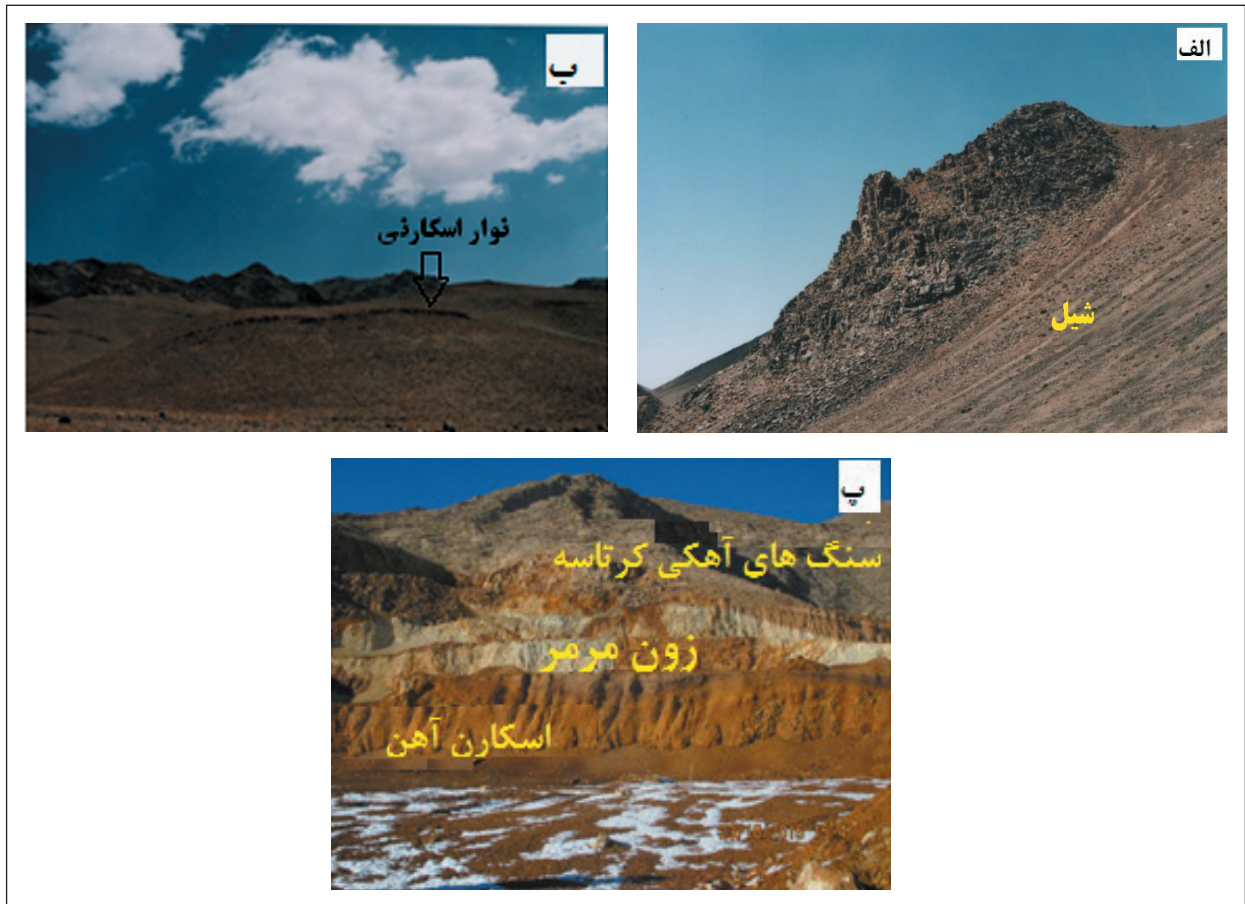 الف
شیل
ب
نوار اسکارنی
پ
سنگ های آهکی کرتاسه
زون مرمر
اسکارن آهن